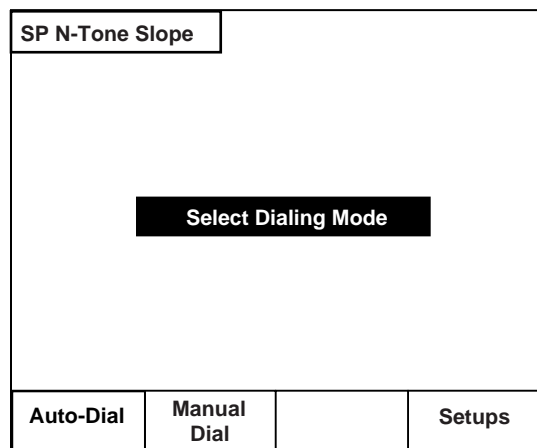 SP N-Tone Slope
Select Dialing Mode
Auto-Dial
Manual
Dial
Setups